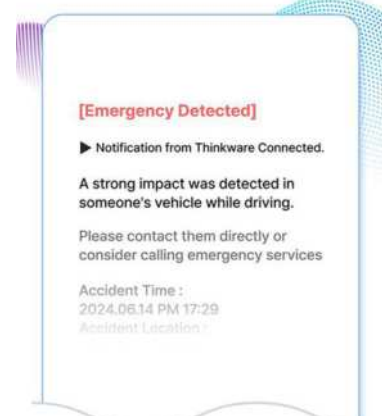 [Emergency Detected]
▶ Notification from Thinkware Connected.
A strong impact was detected in
someone's vehicle while driving.
Please contact them directly or
consider calling emergency services
Accident Time :
2024.06.14 PM 17:29
Accident Location :